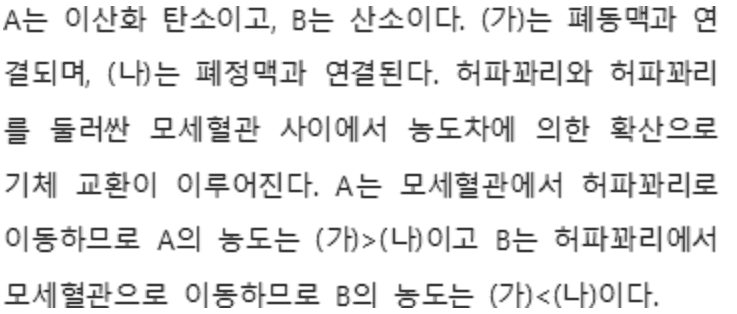 A는 이산화 탄소이고, B는 산소이다. (가)는 폐동맥과 연
결되며, (나)는 폐정맥과 연결된다. 허파꽈리와 허파꽈리
를 둘러싼 모세혈관 사이에서 농도차에 의한 확산으로
기체 교환이 이루어진다. A는 모세혈관에서 허파꽈리로
이동하므로 A의 농도는 (가)>(나)이고 B는 허파꽈리에서
모세혈관으로 이동하므로 B의 농도는 (가)<(나)이다.